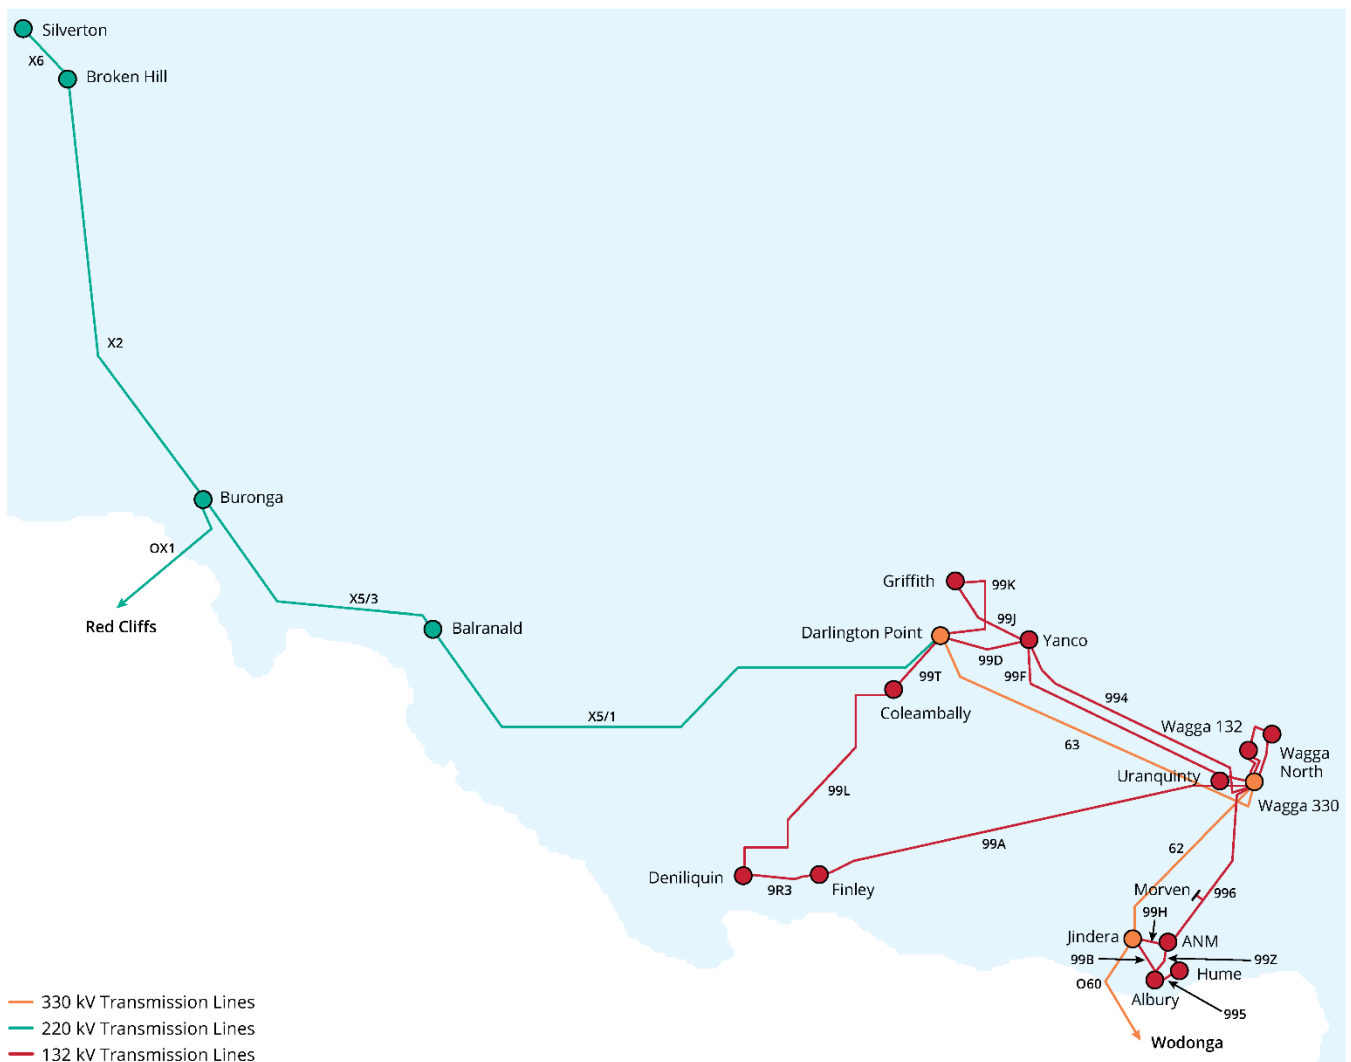 Silverton
X6
Broken Hill
X2
Buronga
OX1
X5/3
Red Cliffs
Balranald
X5/1
Griffith
99K
99J
Darlington Point
Yanco
99D
99T
99F
994
Coleambally
Wagga 132
63
Wagga
North
Uranquinty
Wagga 330
99L
99A
62
Deniliquin
9R3
Finley
Morven
996
99H
Jindera
ANM
99B
99Z
Hume
O60
Albury
995
Wodonga
330 kV Transmission Lines
220 kV Transmission Lines
132 kV Transmission Lines